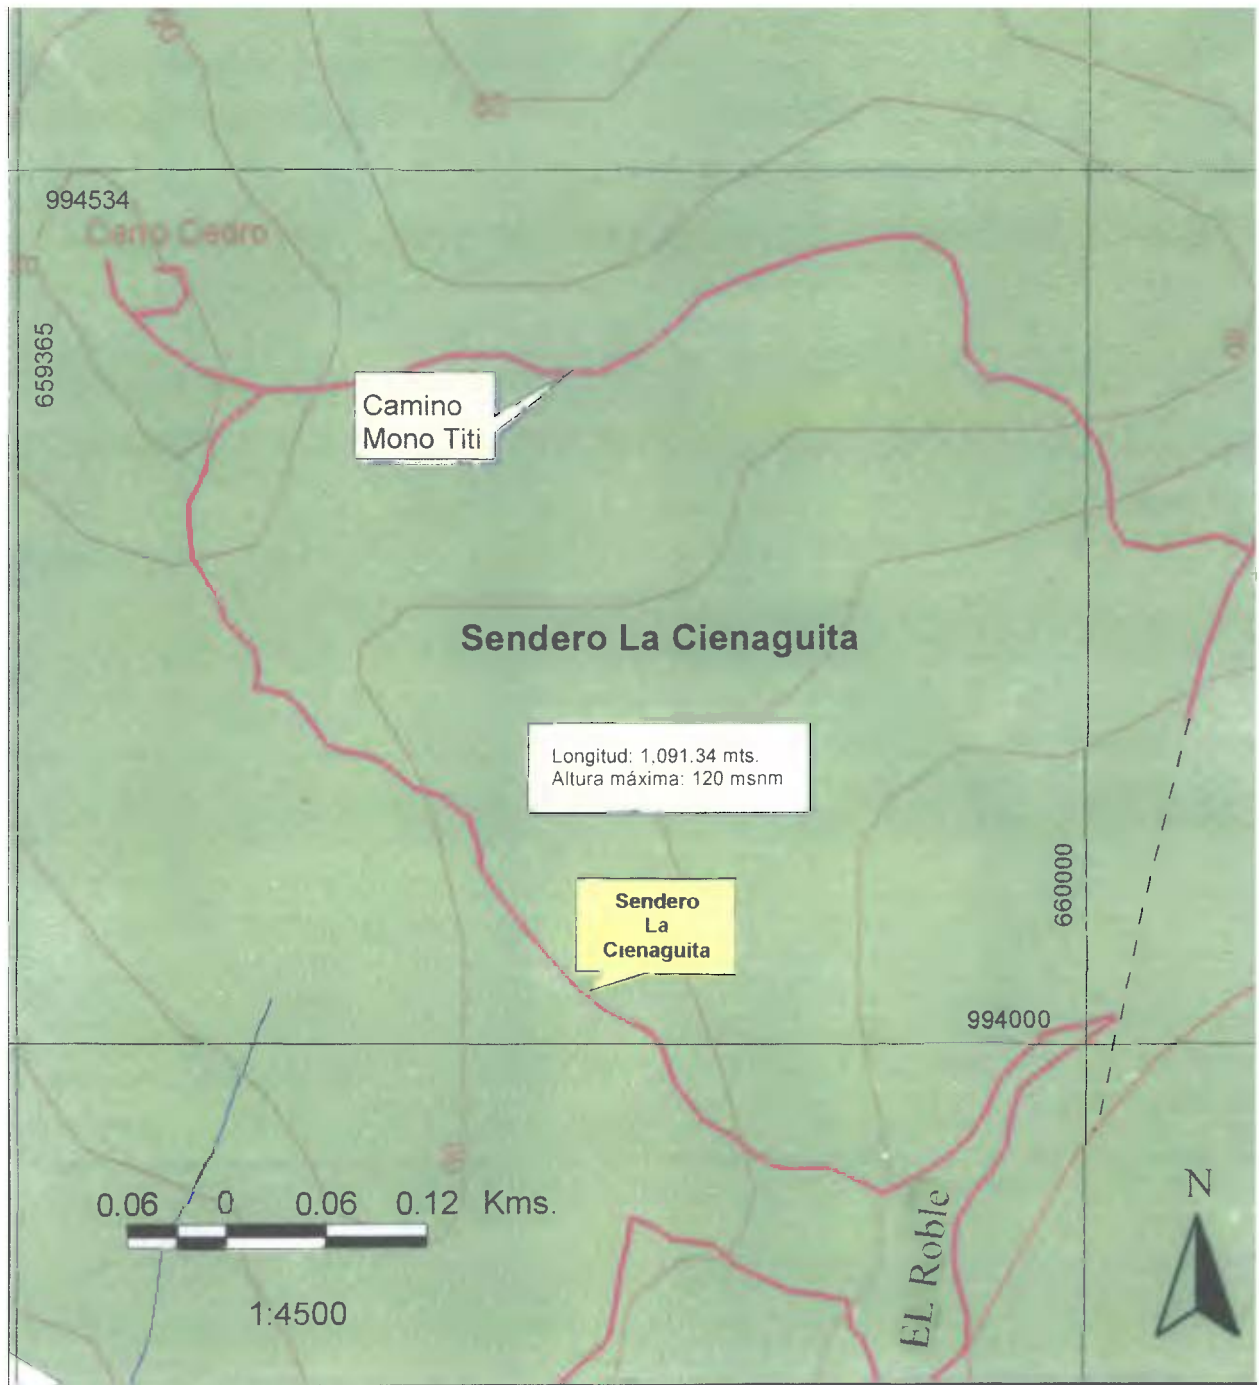 994534
Cerro Cedro
659365
Camino
Mono Titi
Sendero La Cienaguita
Longitud: 1,091.34 mts.
Altura máxima: 120 msnm
Sendero
La
Cienaguita
660000
994000
EL Roble
N
0.06 0 0.06 0.12 Kms.
1:4500